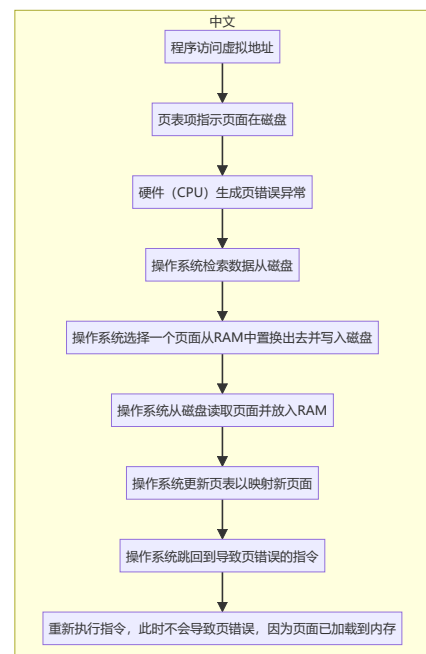 中文
程序访问虚拟地址
页表项指示页面在磁盘
硬件（CPU）生成页错误异常
操作系统检索数据从磁盘
操作系统选择一个页面从RAM中置换出去并写入磁盘
操作系统从磁盘读取页面并放入RAM
操作系统更新页表以映射新页面
操作系统跳回到导致页错误的指令
重新执行指令，此时不会导致页错误，因为页面已加载到内存